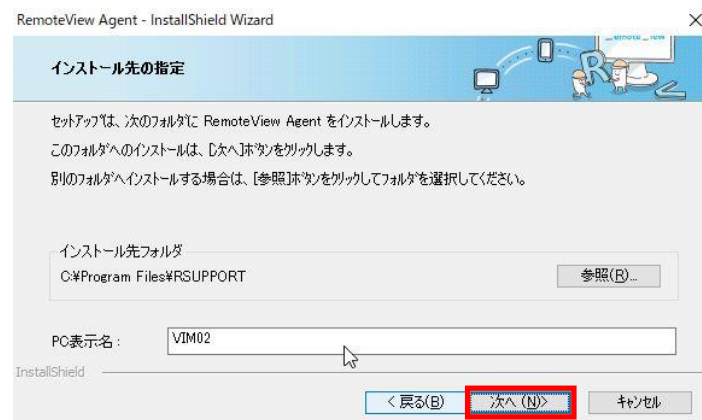 RemoteView Agent - InstallShield Wizard
インストール先の指定
セットアップは、次のフォルダに RemoteView Agent をインストールします。
このフォルダへのインストールは、[次へ]ボタンをクリックします。
別のフォルダへインストールする場合は、[参照]ボタンをクリックしてフォルダを選択してください。
インストール先フォルダ
C:¥Program Files¥RSUPPORT
参照(R)...
PC表示名 :
VIM02
InstallShield
< 戻る(B)
次へ (N)>
キャンセル